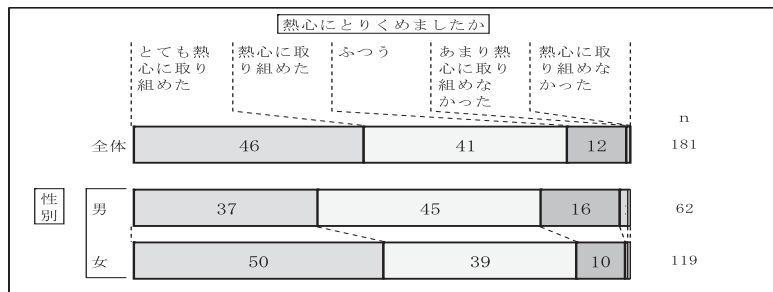 熱心にとりくめましたか
とても熱
心に取り
組めた
熱心に取
り組めた
ふつう
あまり熱
心に取り
組めなか
った
熱心に取
り組めな
かった
n
全体 46 41 12 181
性別
男 37 45 16 62
女 50 39 10 119